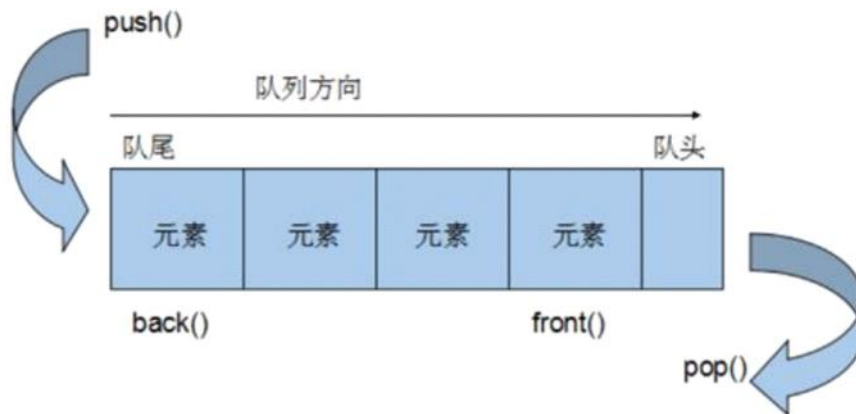 push()
队列方向
队尾 队头
元素 元素 元素 元素
back() front()
pop()